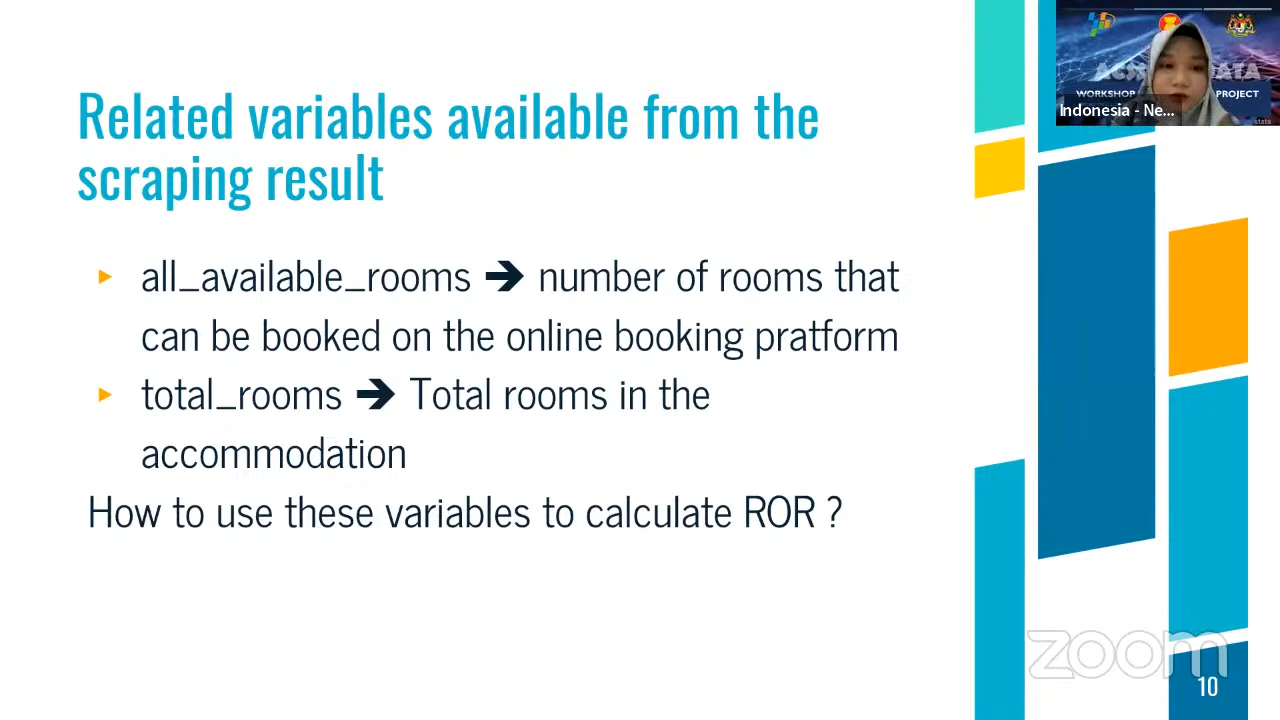 Related variables available from the
scraping result
all_available_rooms ➔ number of rooms that
can be booked on the online booking pratform
total_rooms ➔ Total rooms in the
accommodation
How to use these variables to calculate ROR ?
WORKSHOP
PROJECT
Indonesia - Ne...
stats
zoom
10